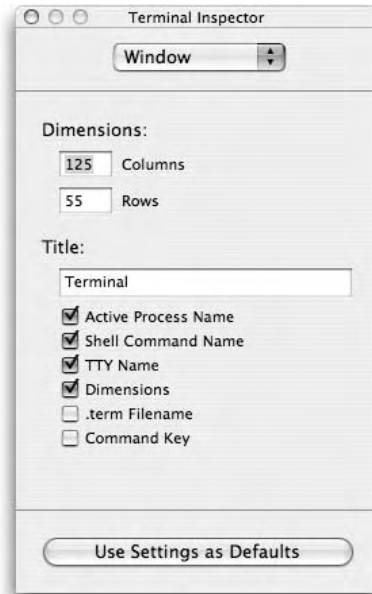 Terminal Inspector
Window
Dimensions:
125 Columns
55 Rows
Title:
Terminal
Active Process Name
Shell Command Name
TTY Name
Dimensions
.term Filename
Command Key
Use Settings as Defaults